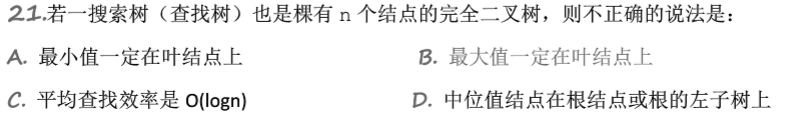 21.若一搜索树（查找树）也是棵有 n 个结点的完全二叉树，则不正确的说法是：
A. 最小值一定在叶结点上 B. 最大值一定在叶结点上
C. 平均查找效率是 O(logn) D. 中位值结点在根结点或根的左子树上